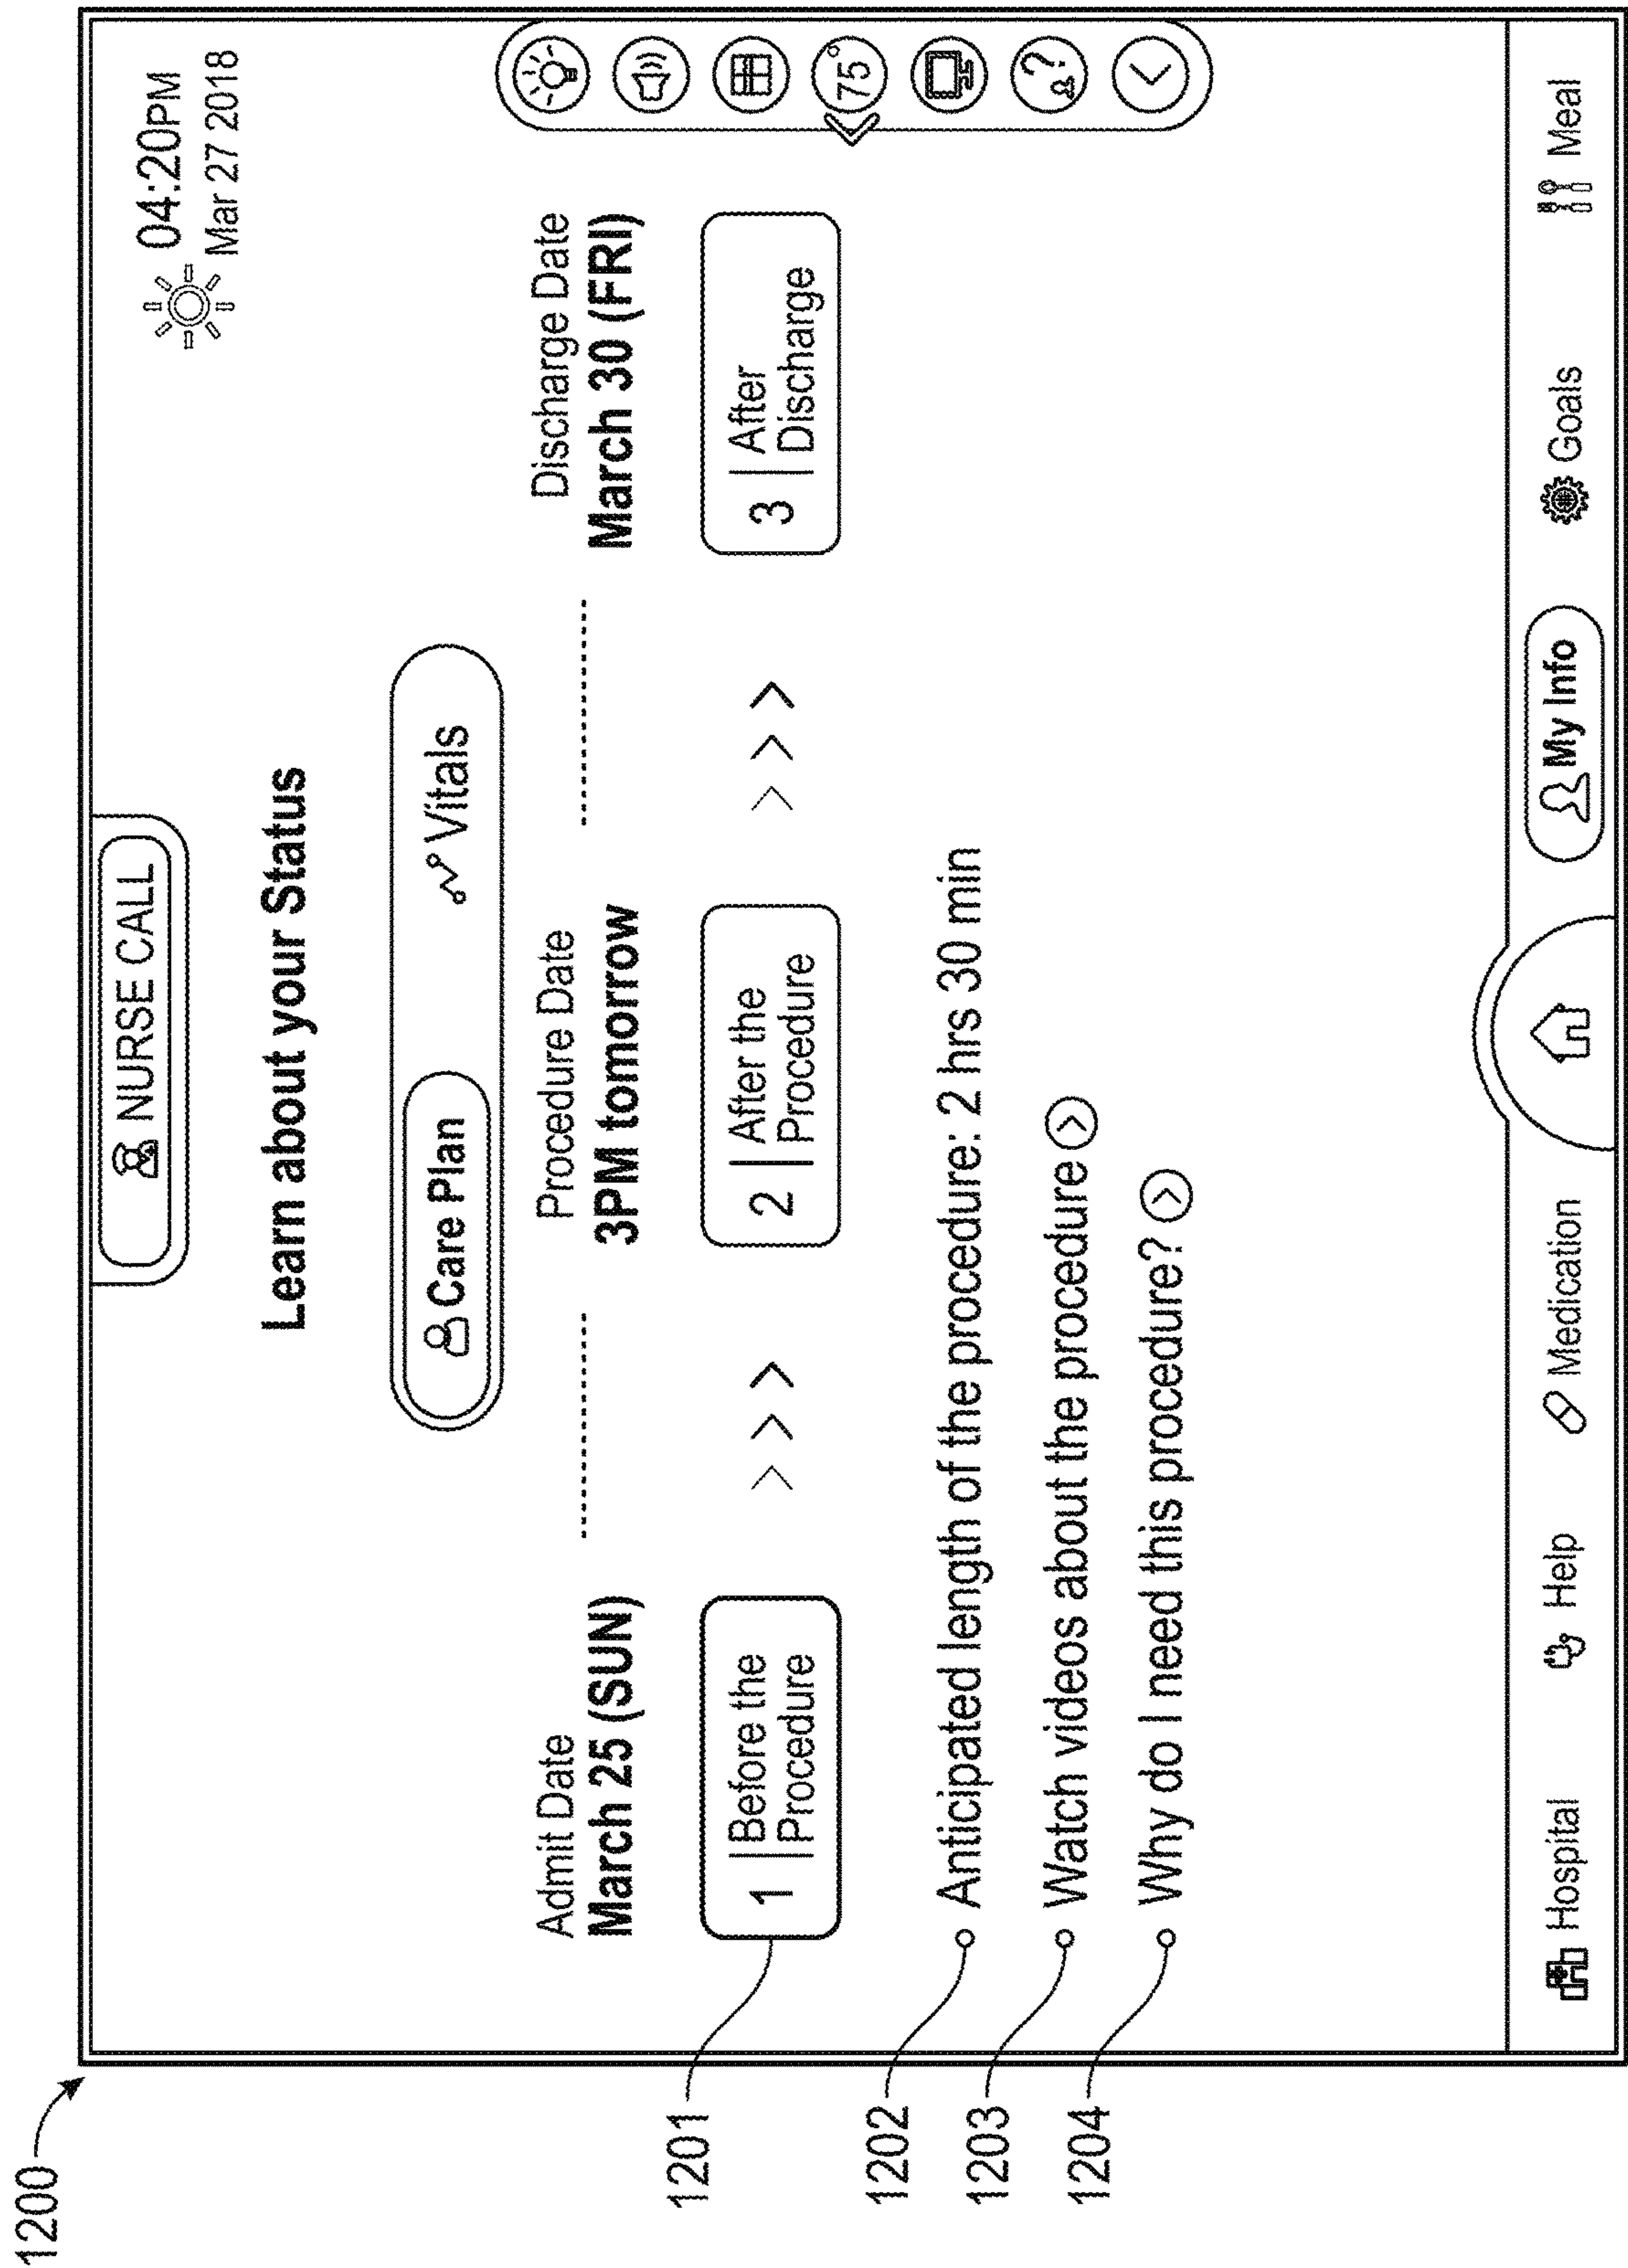 1200
NURSE CALL
04:20PM
Mar 27 2018
Learn about your Status
Care Plan
Vitals
75°
Admit Date
March 25 (SUN)
Procedure Date
3PM tomorrow
Discharge Date
March 30 (FRI)
1201
1 | Before the
Procedure
2 | After the
Procedure
3 | After
Discharge
1202
Anticipated length of the procedure: 2 hrs 30 min
1203
Watch videos about the procedure
1204
Why do I need this procedure?
?
Hospital
Help
Medication
My Info
Goals
Meal